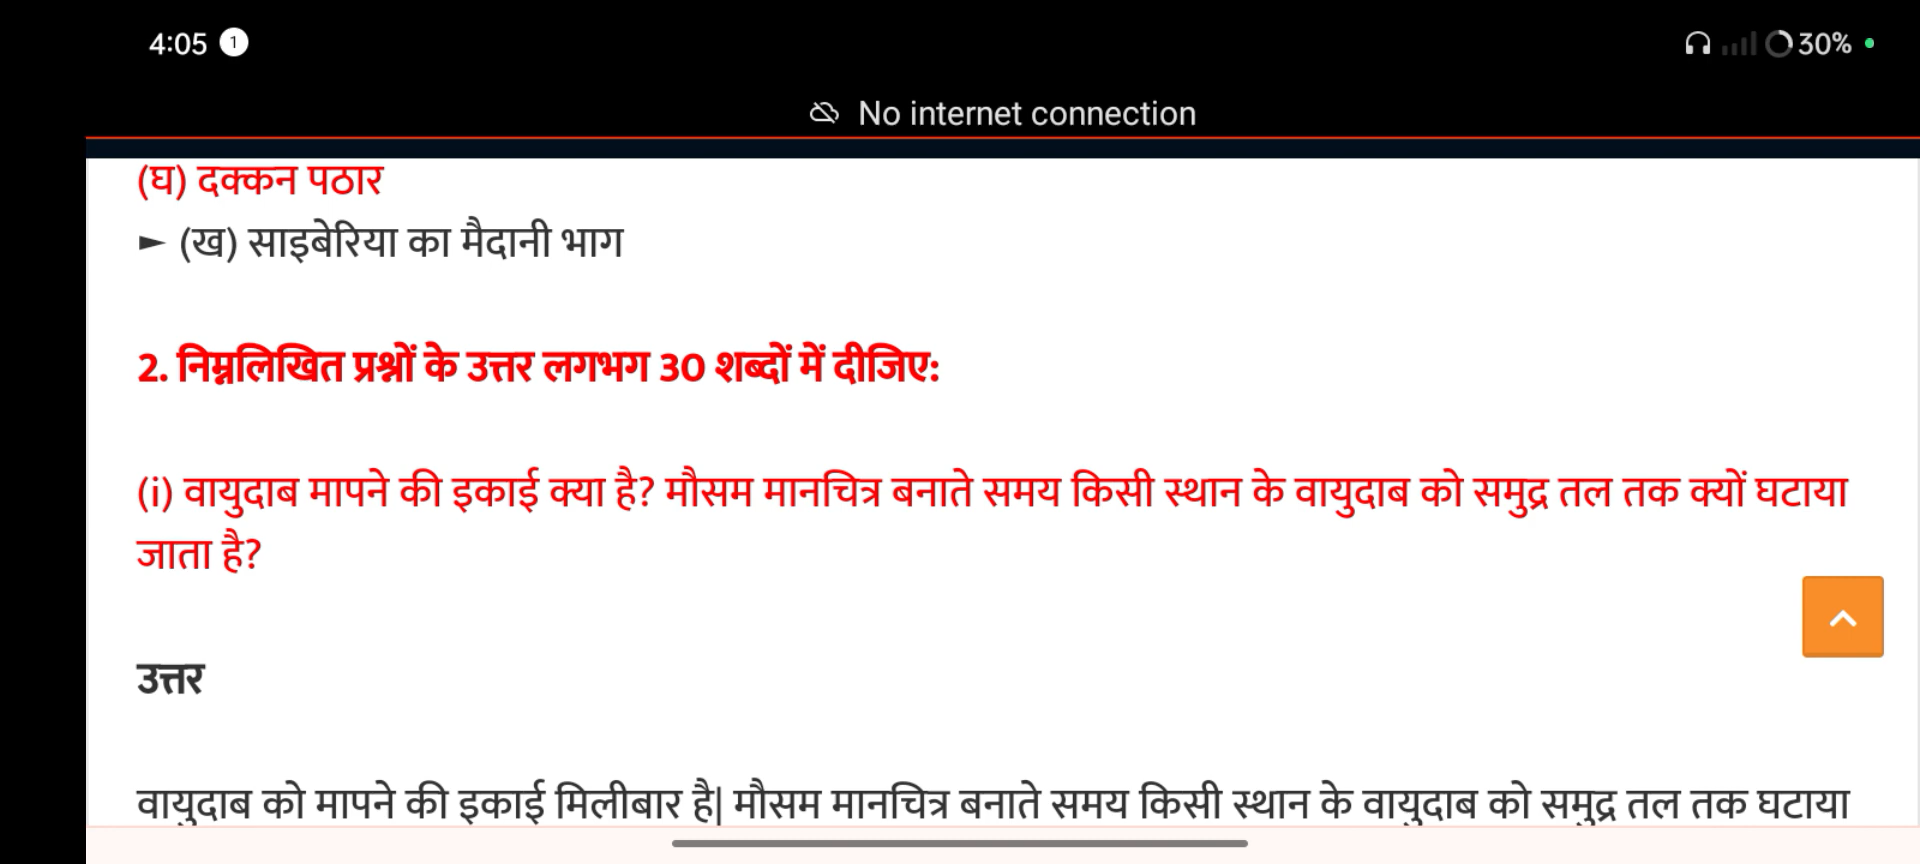 4:05 1 30%
No internet connection
(घ) दक्कन पठार
► (ख) साइबेरिया का मैदानी भाग
2. निम्नलिखित प्रश्नों के उत्तर लगभग 30 शब्दों में दीजिए:
(i) वायुदाब मापने की इकाई क्या है? मौसम मानचित्र बनाते समय किसी स्थान के वायुदाब को समुद्र तल तक क्यों घटाया
जाता है?
उत्तर
वायुदाब को मापने की इकाई मिलीबार है| मौसम मानचित्र बनाते समय किसी स्थान के वायुदाब को समुद्र तल तक घटाया